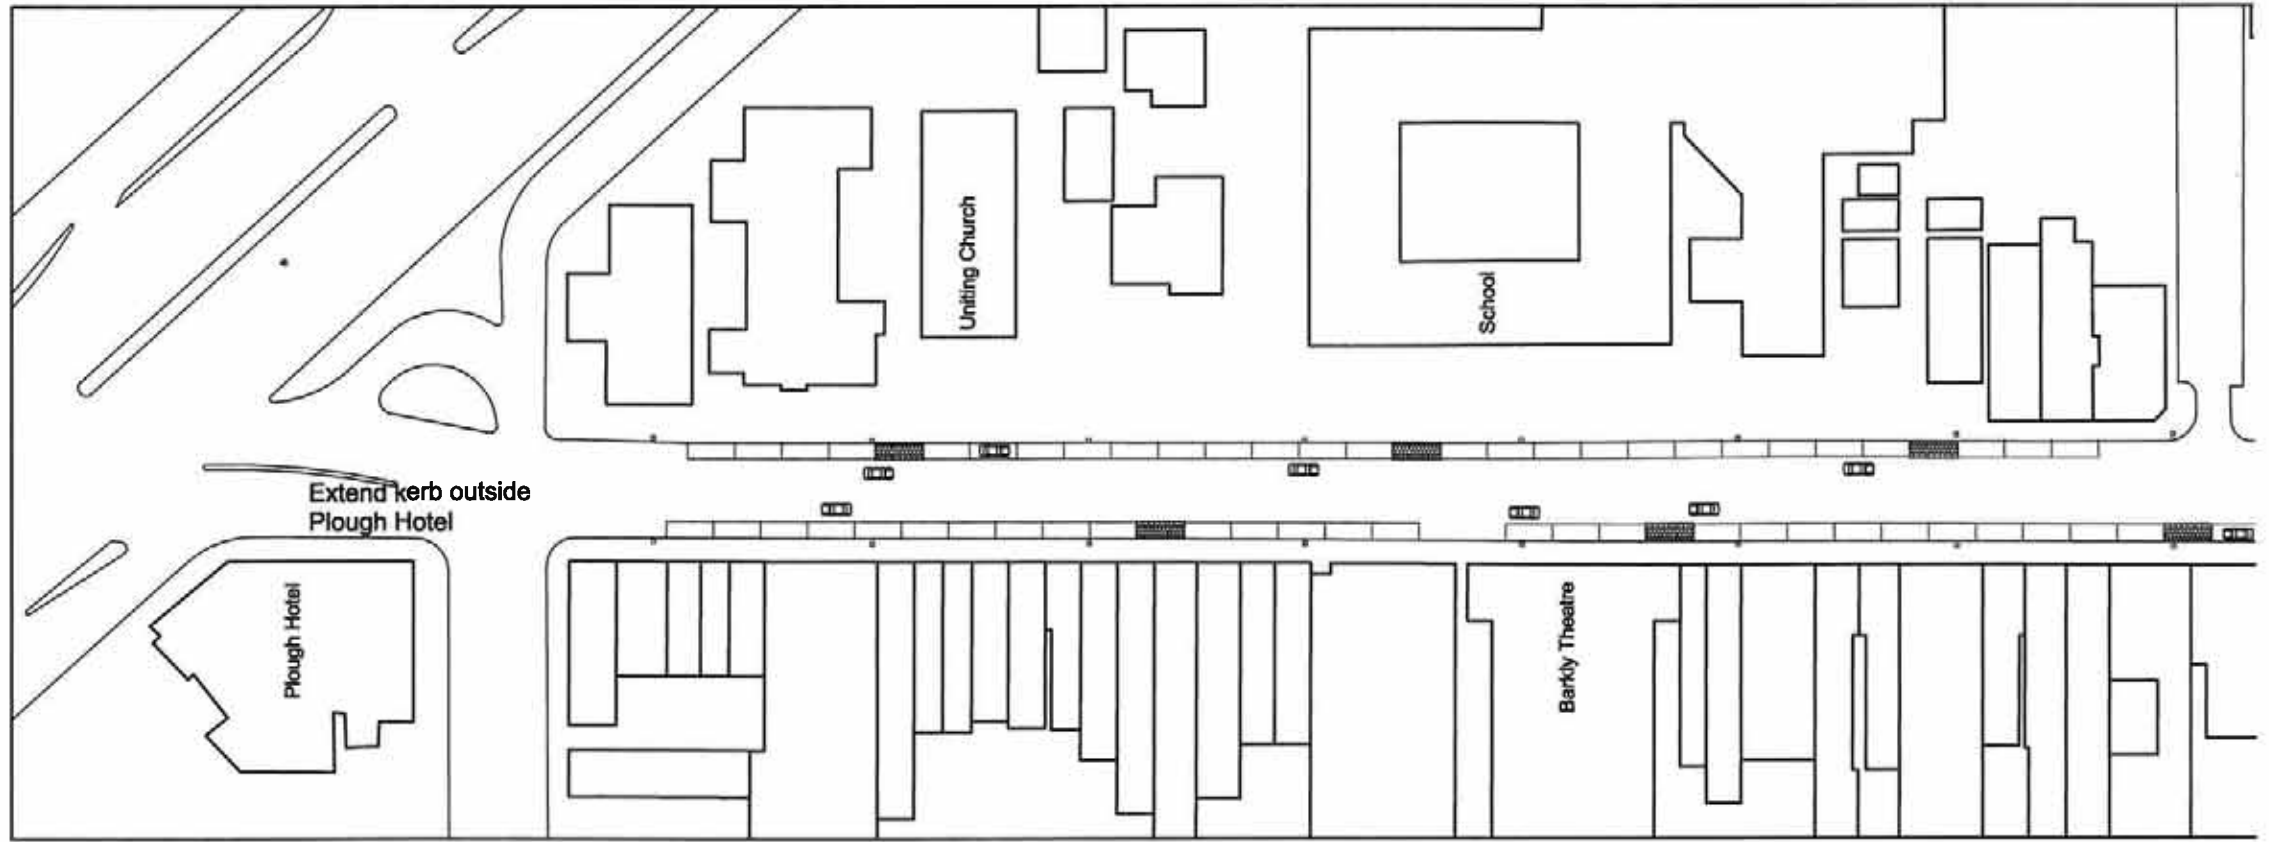 Uniting Church
School
Extend kerb outside
Plough Hotel
Plough Hotel
Barkly Theatre